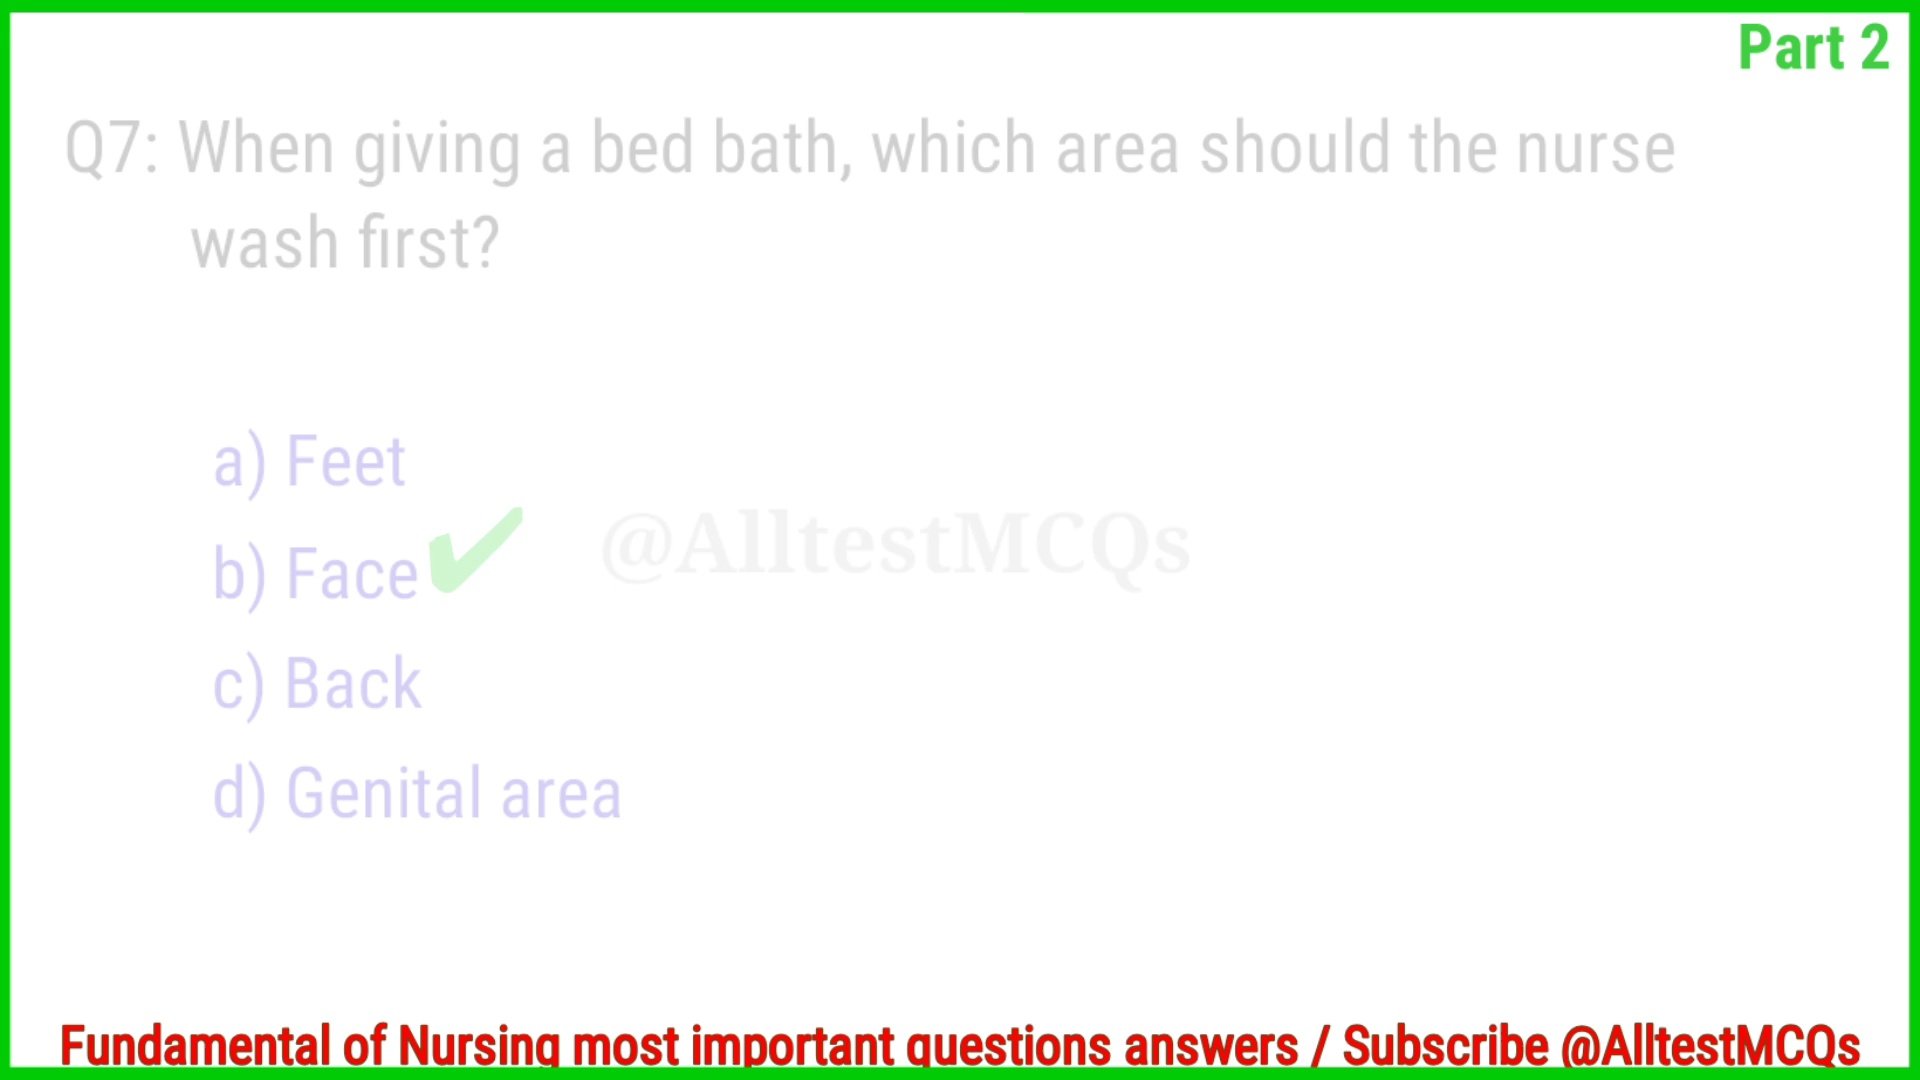 Part 2
Q7: When giving a bed bath, which area should the nurse
wash first?
a) Feet
b) Face
@AlltestMCQs
c) Back
d) Genital area
Fundamental of Nursing most important questions answers / Subscribe @AlltestMCQs